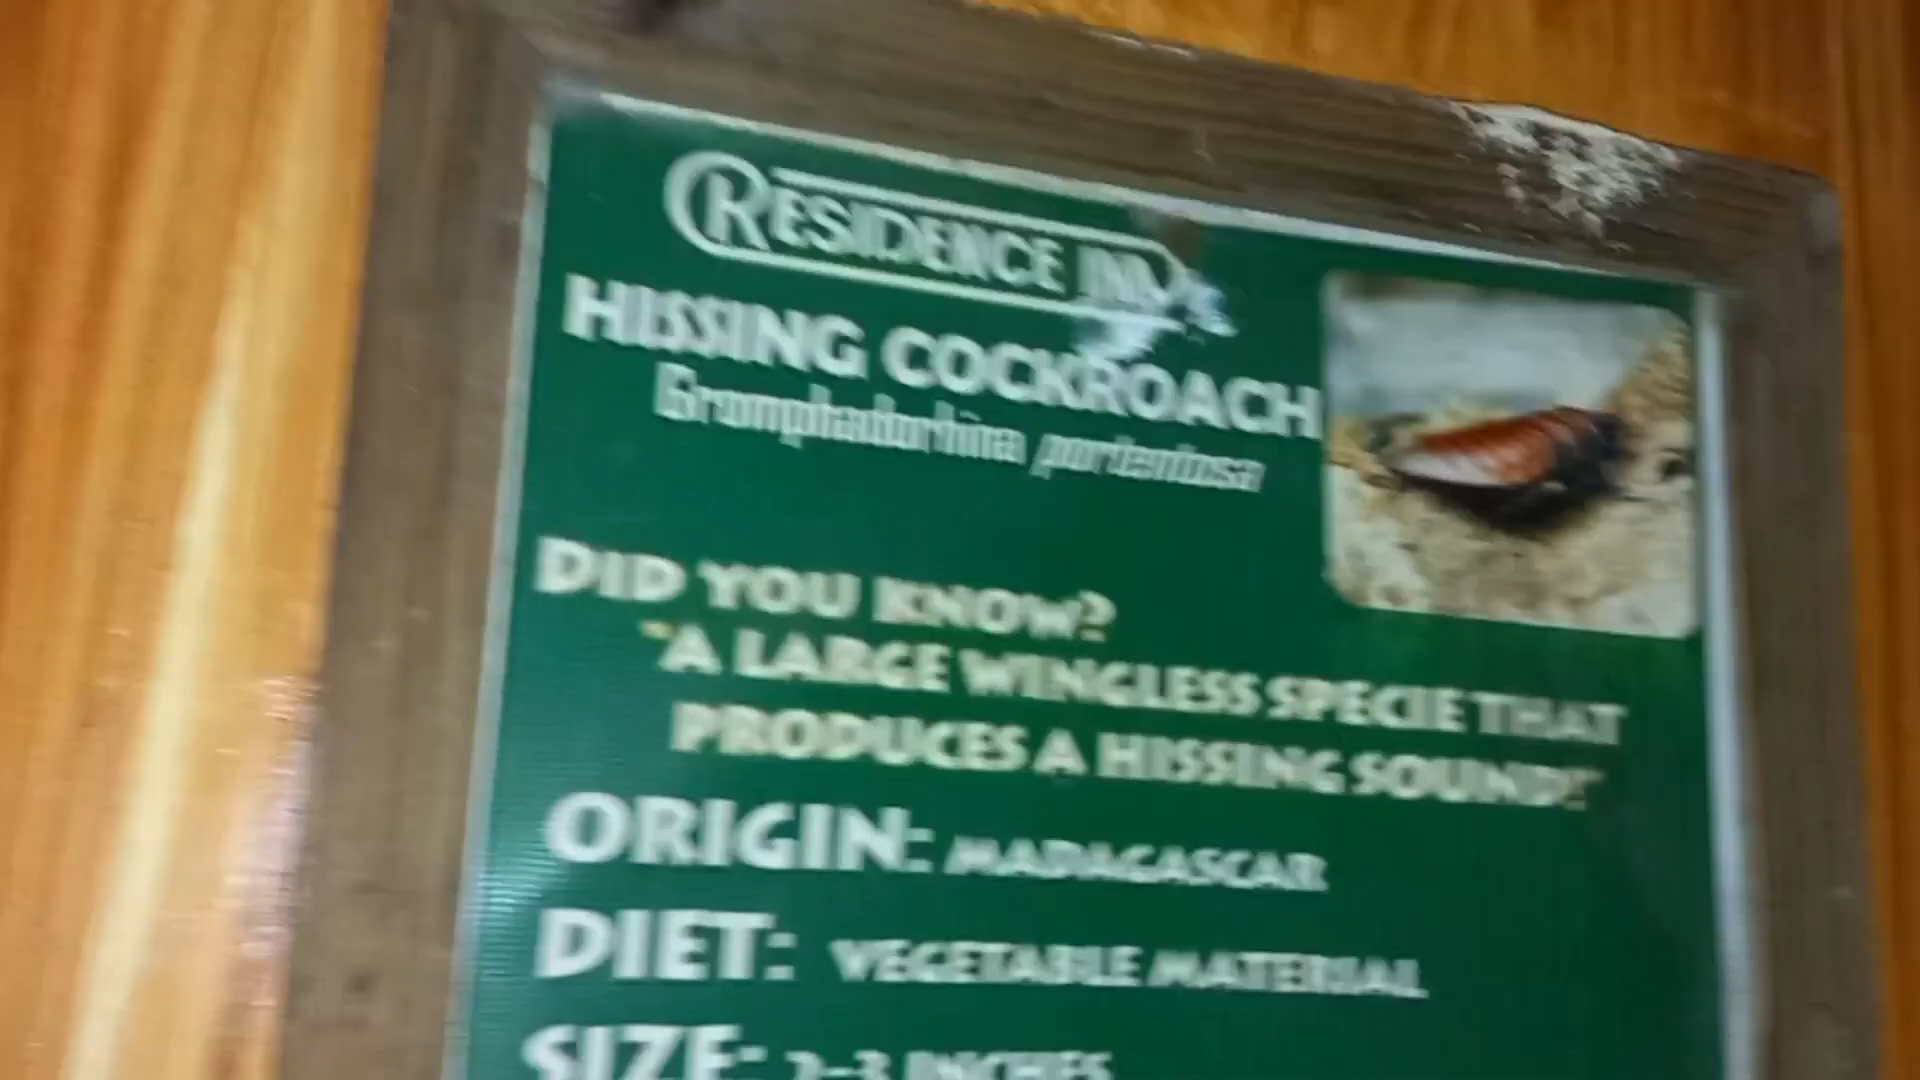 RESIDENCE INN
HISSING COCKROACH
Gromphadorhina portentosa
DID YOU KNOW?
"A LARGE WINGLESS SPECIE THAT
PRODUCES A HISSING SOUND!"
ORIGIN: MADAGASCAR
DIET: VEGETABLE MATERIAL
SIZE: 2-3 INCHES